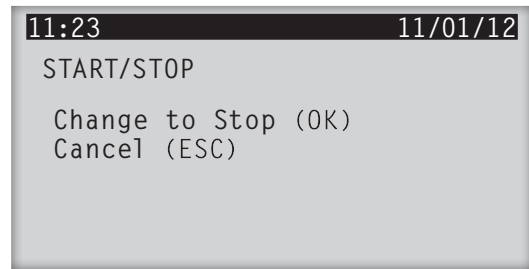 11:23 11/01/12
START/STOP
Change to Stop (OK)
Cancel (ESC)